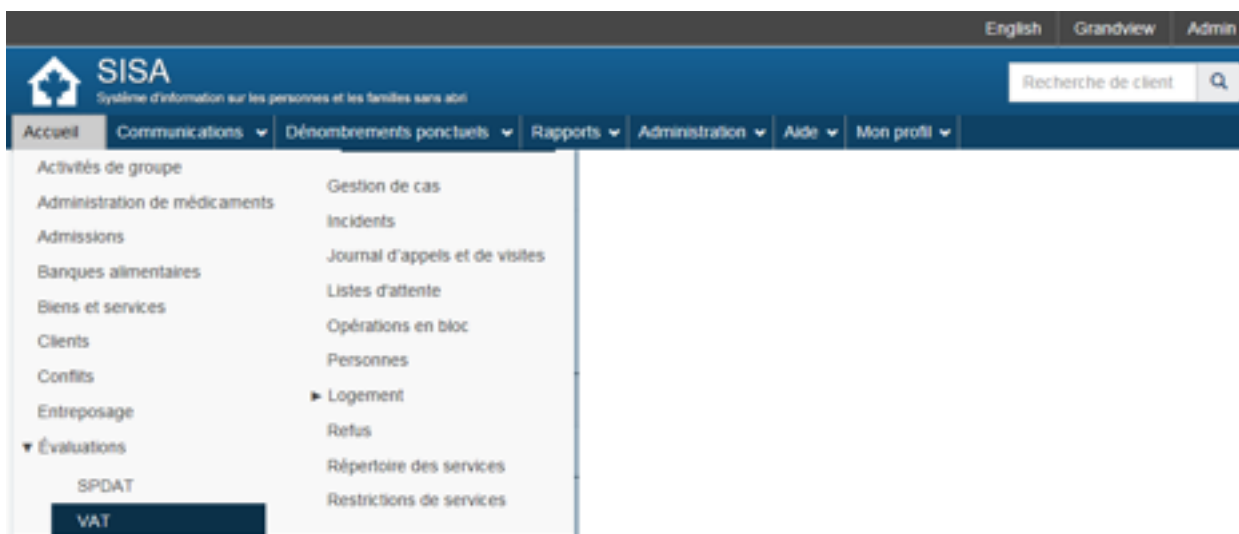 English Grandview Admin
SISA
Système d'information sur les personnes et les familles sans abri
Recherche de client
Accueil Communications Dénombrements ponctuels Rapports Administration Aide Mon profil
Activités de groupe
Administration de médicaments
Admissions
Banques alimentaires
Biens et services
Clients
Conflits
Entreposage
Évaluations
SPDAT
VAT
Gestion de cas
Incidents
Journal d'appels et de visites
Listes d'attente
Opérations en bloc
Personnes
Logement
Refus
Répertoire des services
Restrictions de services